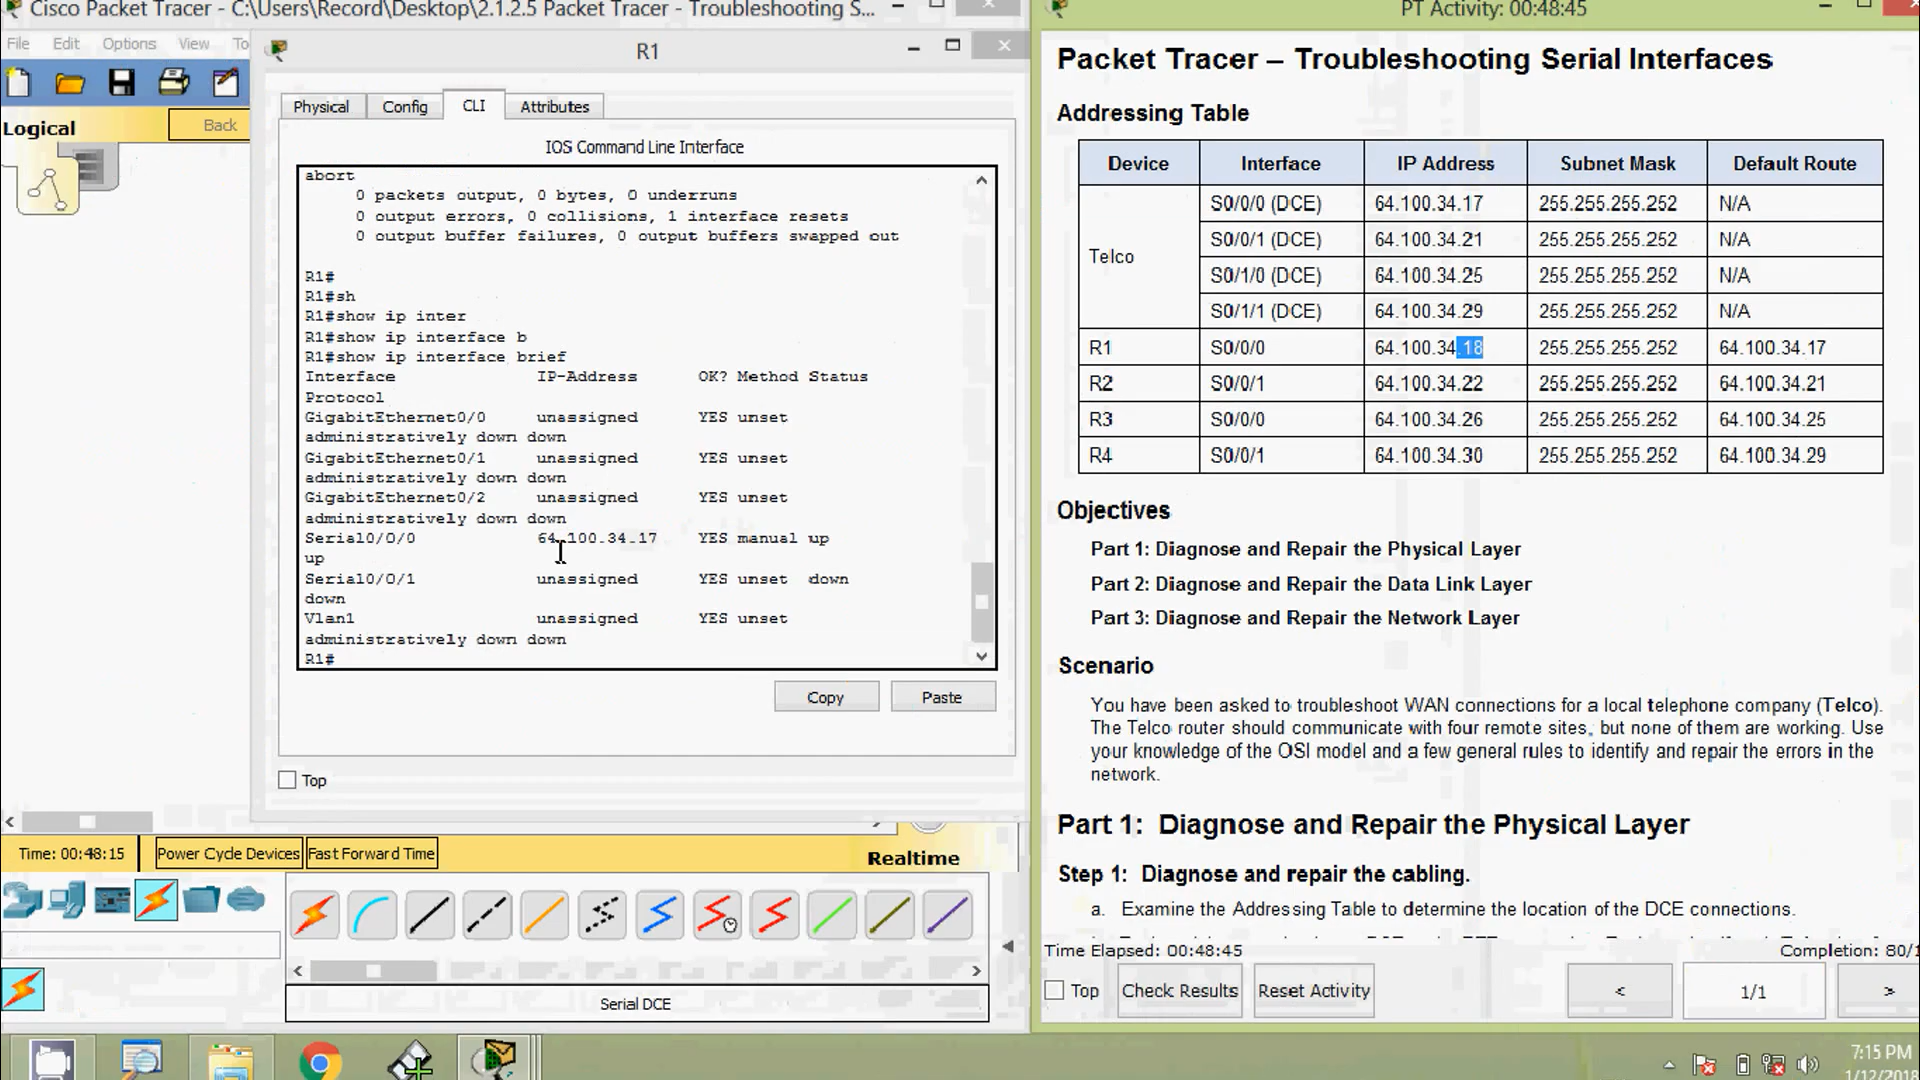 Cisco Packet Tracer - C:\Users\Record\Desktop\2.1.2.5 Packet Tracer - Troubleshooting S...
File Edit Options View To
R1
Logical
Back
Physical Config CLI Attributes
IOS Command Line Interface
abort
0 packets output, 0 bytes, 0 underruns
0 output errors, 0 collisions, 1 interface resets
0 output buffer failures, 0 output buffers swapped out
R1#
R1#sh
R1#show ip inter
R1#show ip interface b
R1#show ip interface brief
Interface IP-Address OK? Method Status
Protocol
GigabitEthernet0/0 unassigned YES unset
administratively down down
GigabitEthernet0/1 unassigned YES unset
administratively down down
GigabitEthernet0/2 unassigned YES unset
administratively down down
Serial0/0/0 64.100.34.17 YES manual up
up
Serial0/0/1 unassigned YES unset down
down
Vlan1 unassigned YES unset
administratively down down
R1#
Copy Paste
Top
Time: 00:48:15 Power Cycle Devices Fast Forward Time Realtime
Serial DCE
PT Activity: 00:48:45
Packet Tracer – Troubleshooting Serial Interfaces
Addressing Table
Device Interface IP Address Subnet Mask Default Route
Telco S0/0/0 (DCE) 64.100.34.17 255.255.255.252 N/A
S0/0/1 (DCE) 64.100.34.21 255.255.255.252 N/A
S0/1/0 (DCE) 64.100.34.25 255.255.255.252 N/A
S0/1/1 (DCE) 64.100.34.29 255.255.255.252 N/A
R1 S0/0/0 64.100.34.18 255.255.255.252 64.100.34.17
R2 S0/0/1 64.100.34.22 255.255.255.252 64.100.34.21
R3 S0/0/0 64.100.34.26 255.255.255.252 64.100.34.25
R4 S0/0/1 64.100.34.30 255.255.255.252 64.100.34.29
Objectives
Part 1: Diagnose and Repair the Physical Layer
Part 2: Diagnose and Repair the Data Link Layer
Part 3: Diagnose and Repair the Network Layer
Scenario
You have been asked to troubleshoot WAN connections for a local telephone company (Telco).
The Telco router should communicate with four remote sites, but none of them are working. Use
your knowledge of the OSI model and a few general rules to identify and repair the errors in the
network.
Part 1: Diagnose and Repair the Physical Layer
Step 1: Diagnose and repair the cabling.
a. Examine the Addressing Table to determine the location of the DCE connections.
Time Elapsed: 00:48:45 Completion: 80/1
Top Check Results Reset Activity < 1/1 >
7:15 PM
1/12/2018